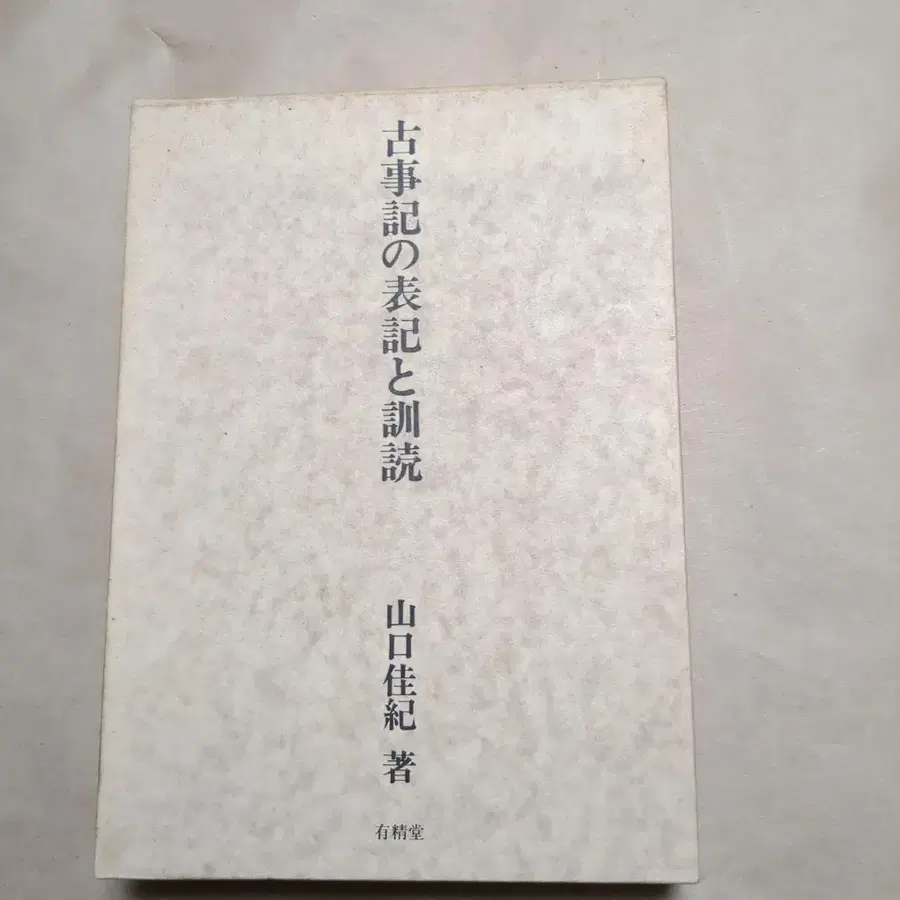 古事記の表記と訓読
山口佳紀 著
有精堂